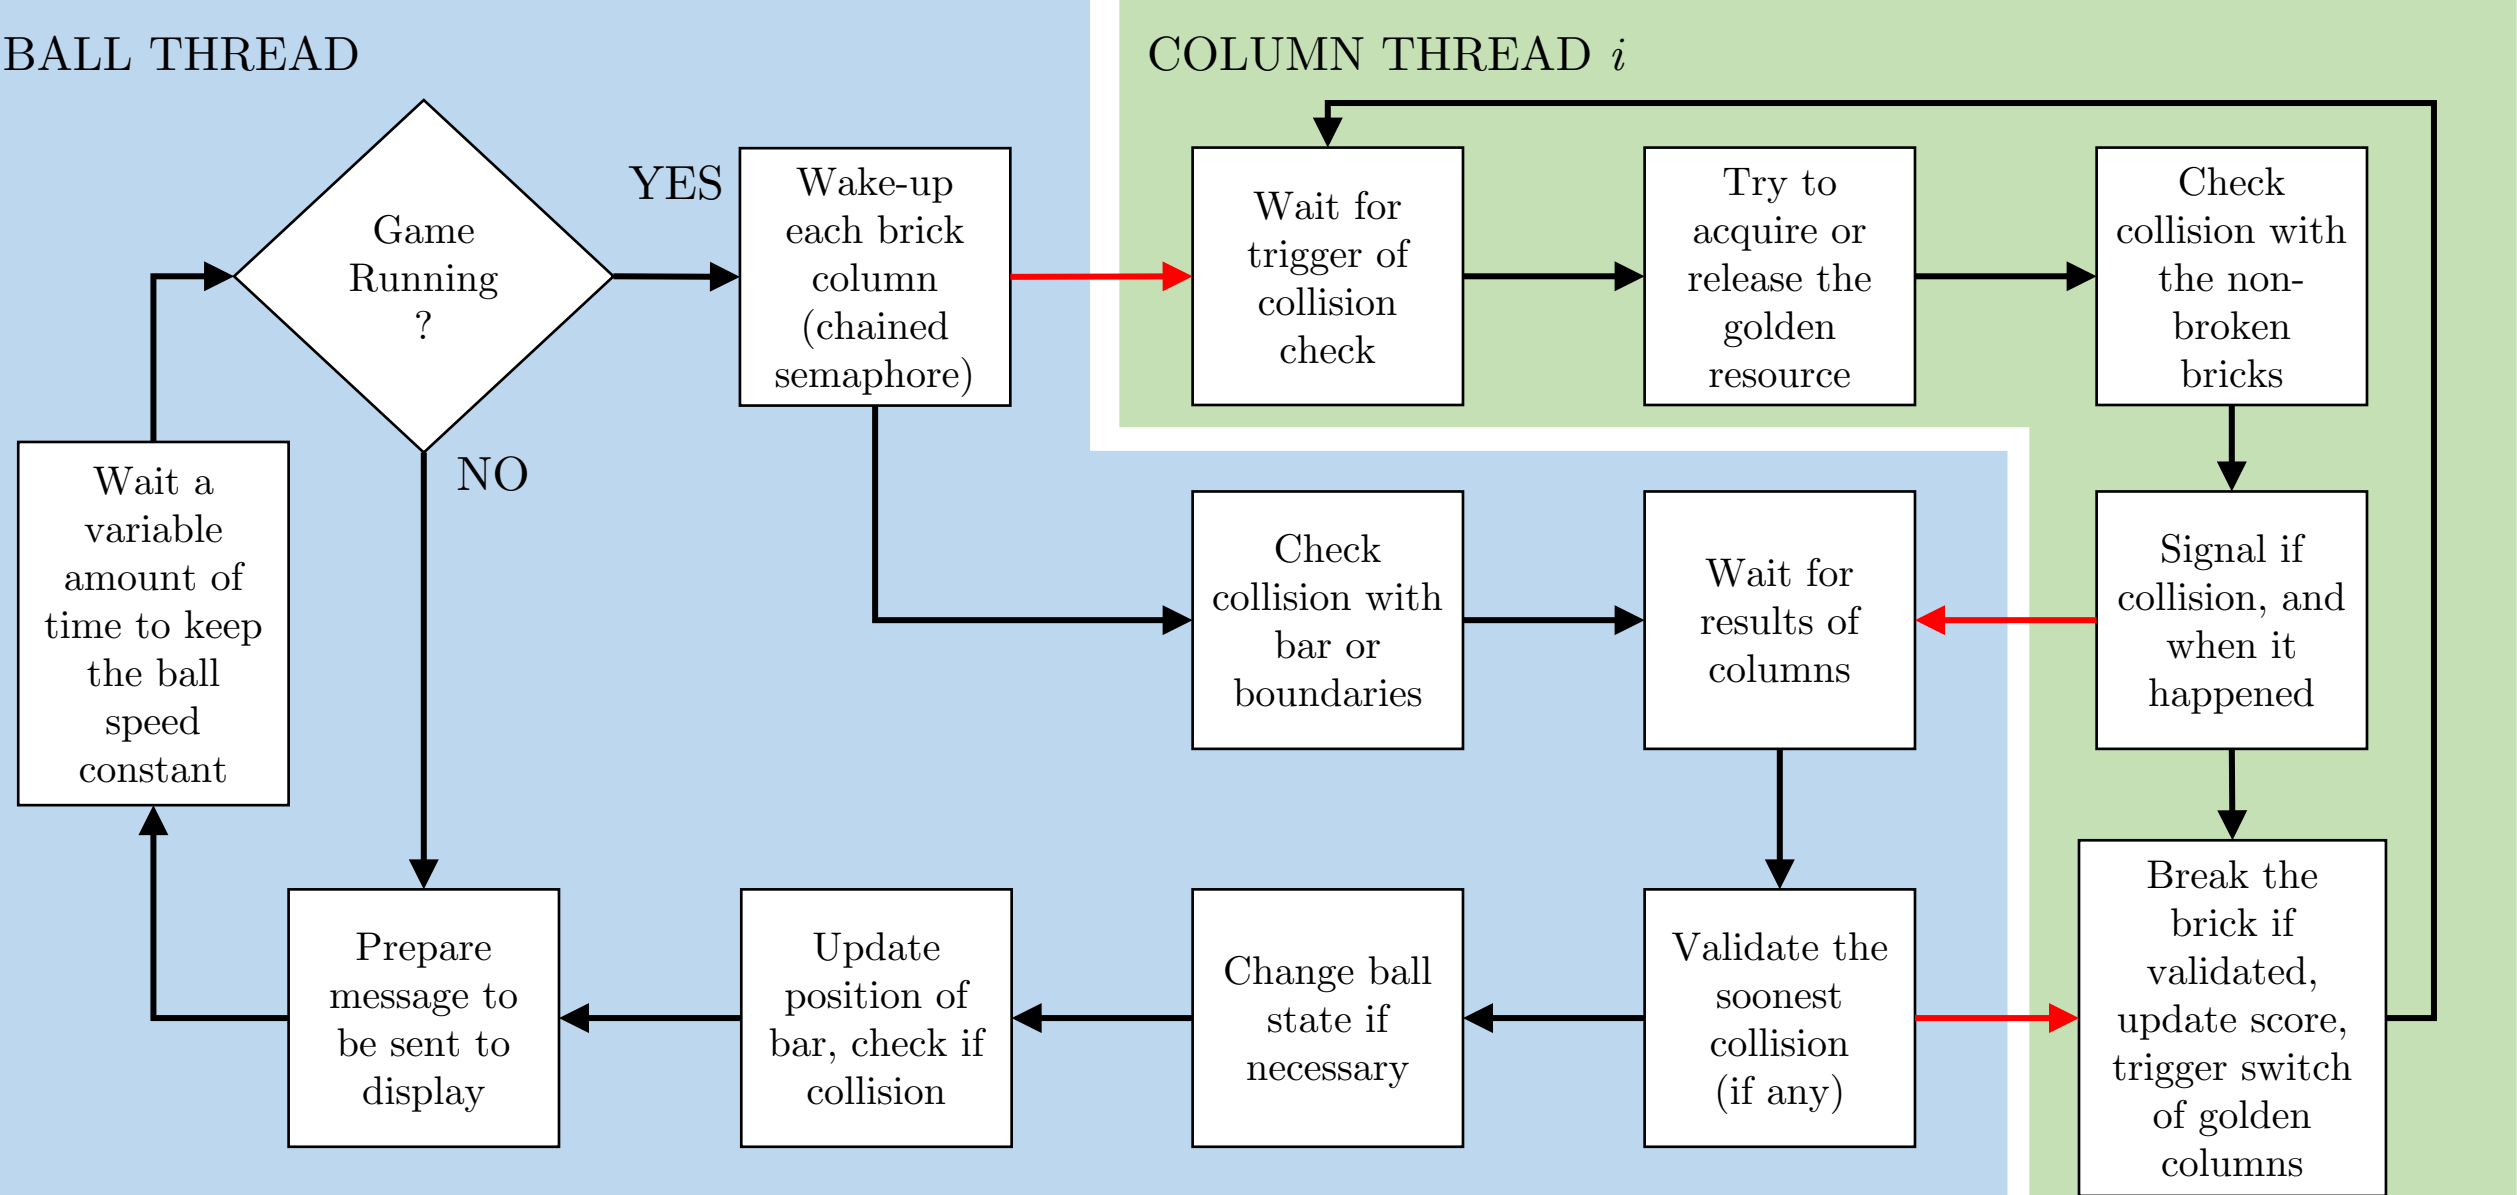 BALL THREAD
COLUMN THREAD i
Game
Running
?
YES
NO
Wake-up
each brick
column
(chained
semaphore)
Wait for
trigger of
collision
check
Try to
acquire or
release the
golden
resource
Check
collision with
the non-
broken
bricks
Wait a
variable
amount of
time to keep
the ball
speed
constant
Check
collision with
bar or
boundaries
Wait for
results of
columns
Signal if
collision, and
when it
happened
Prepare
message to
be sent to
display
Update
position of
bar, check if
collision
Change ball
state if
necessary
Validate the
soonest
collision
(if any)
Break the
brick if
validated,
update score,
trigger switch
of golden
columns